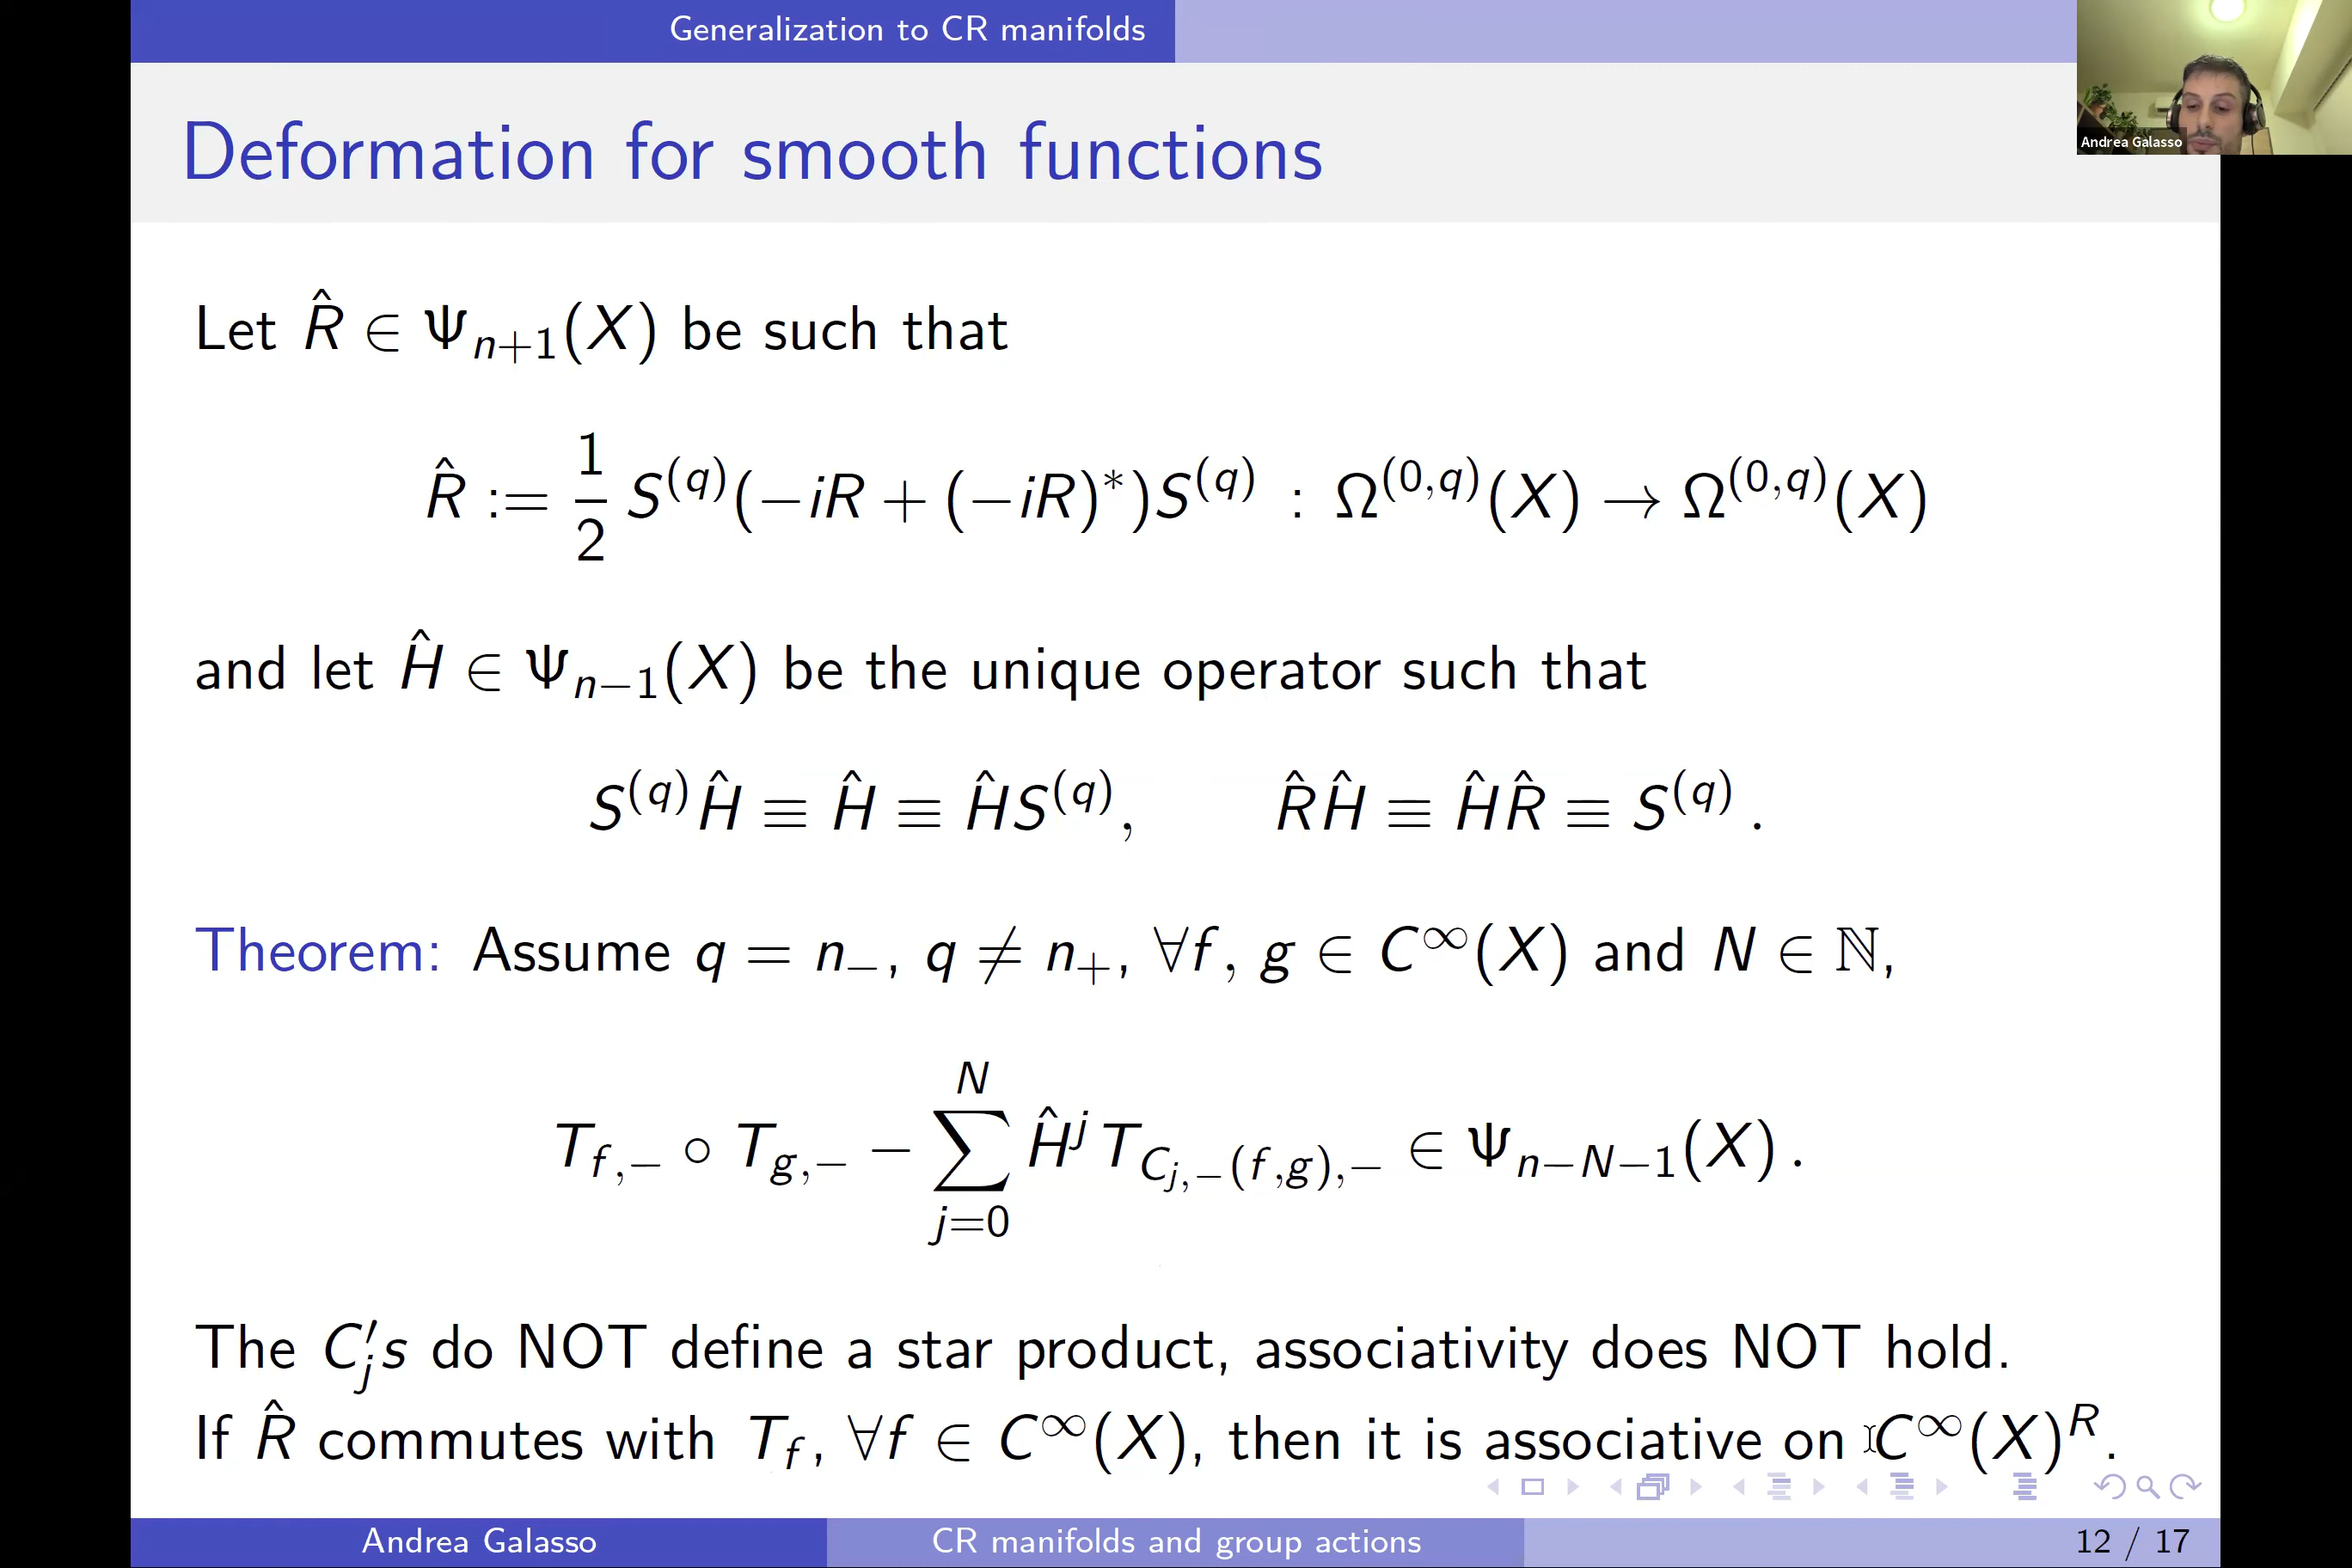 Generalization to CR manifolds
Andrea Galasso
Deformation for smooth functions
Let R̂ ∈ Ψ_{n+1}(X) be such that
R̂ := 1/2 S^{(q)}(−iR + (−iR)^*)S^{(q)} : Ω^{(0,q)}(X) → Ω^{(0,q)}(X)
and let Ĥ ∈ Ψ_{n−1}(X) be the unique operator such that
S^{(q)}Ĥ ≡ Ĥ ≡ ĤS^{(q)}, R̂Ĥ ≡ ĤR̂ ≡ S^{(q)} .
Theorem: Assume q = n_−, q ≠ n_+, ∀f, g ∈ C^∞(X) and N ∈ ℕ,
T_{f,−} ∘ T_{g,−} − ∑_{j=0}^{N} Ĥ^j T_{C_{j,−}(f,g),−} ∈ Ψ_{n−N−1}(X) .
The C_j's do NOT define a star product, associativity does NOT hold.
If R̂ commutes with T_f, ∀f ∈ C^∞(X), then it is associative on C^∞(X)^R.
Andrea Galasso CR manifolds and group actions 12 / 17